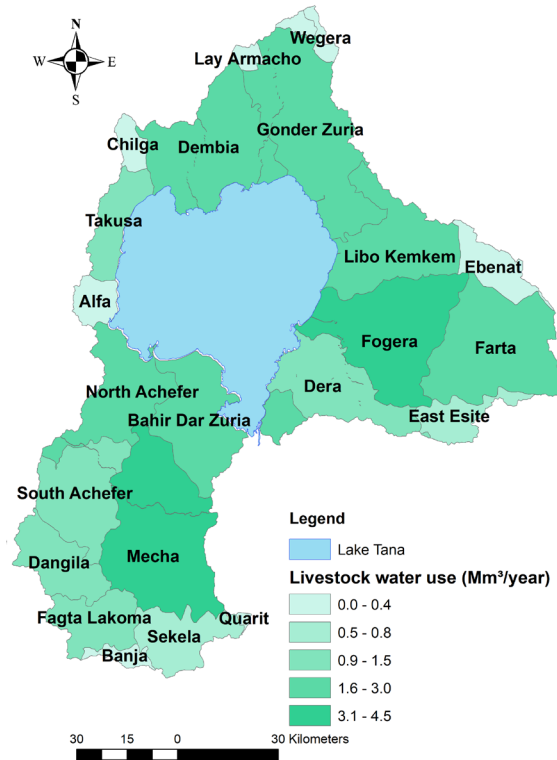 N
Wegera
W
E
Lay Armacho
S
Gonder Zuria
Chilga
Dembia
Takusa
Libo Kemkem
Ebenat
Alfa
Fogera
Farta
North Achefer
Dera
Bahir Dar Zuria
East Esite
South Achefer
Mecha
Dangila
Fagta Lakoma
Quarit
Sekela
Banja
Legend
Lake Tana
Livestock water use (Mm³/year)
0.0 - 0.4
0.5 - 0.8
0.9 - 1.5
1.6 - 3.0
3.1 - 4.5
30 15 0 30 Kilometers